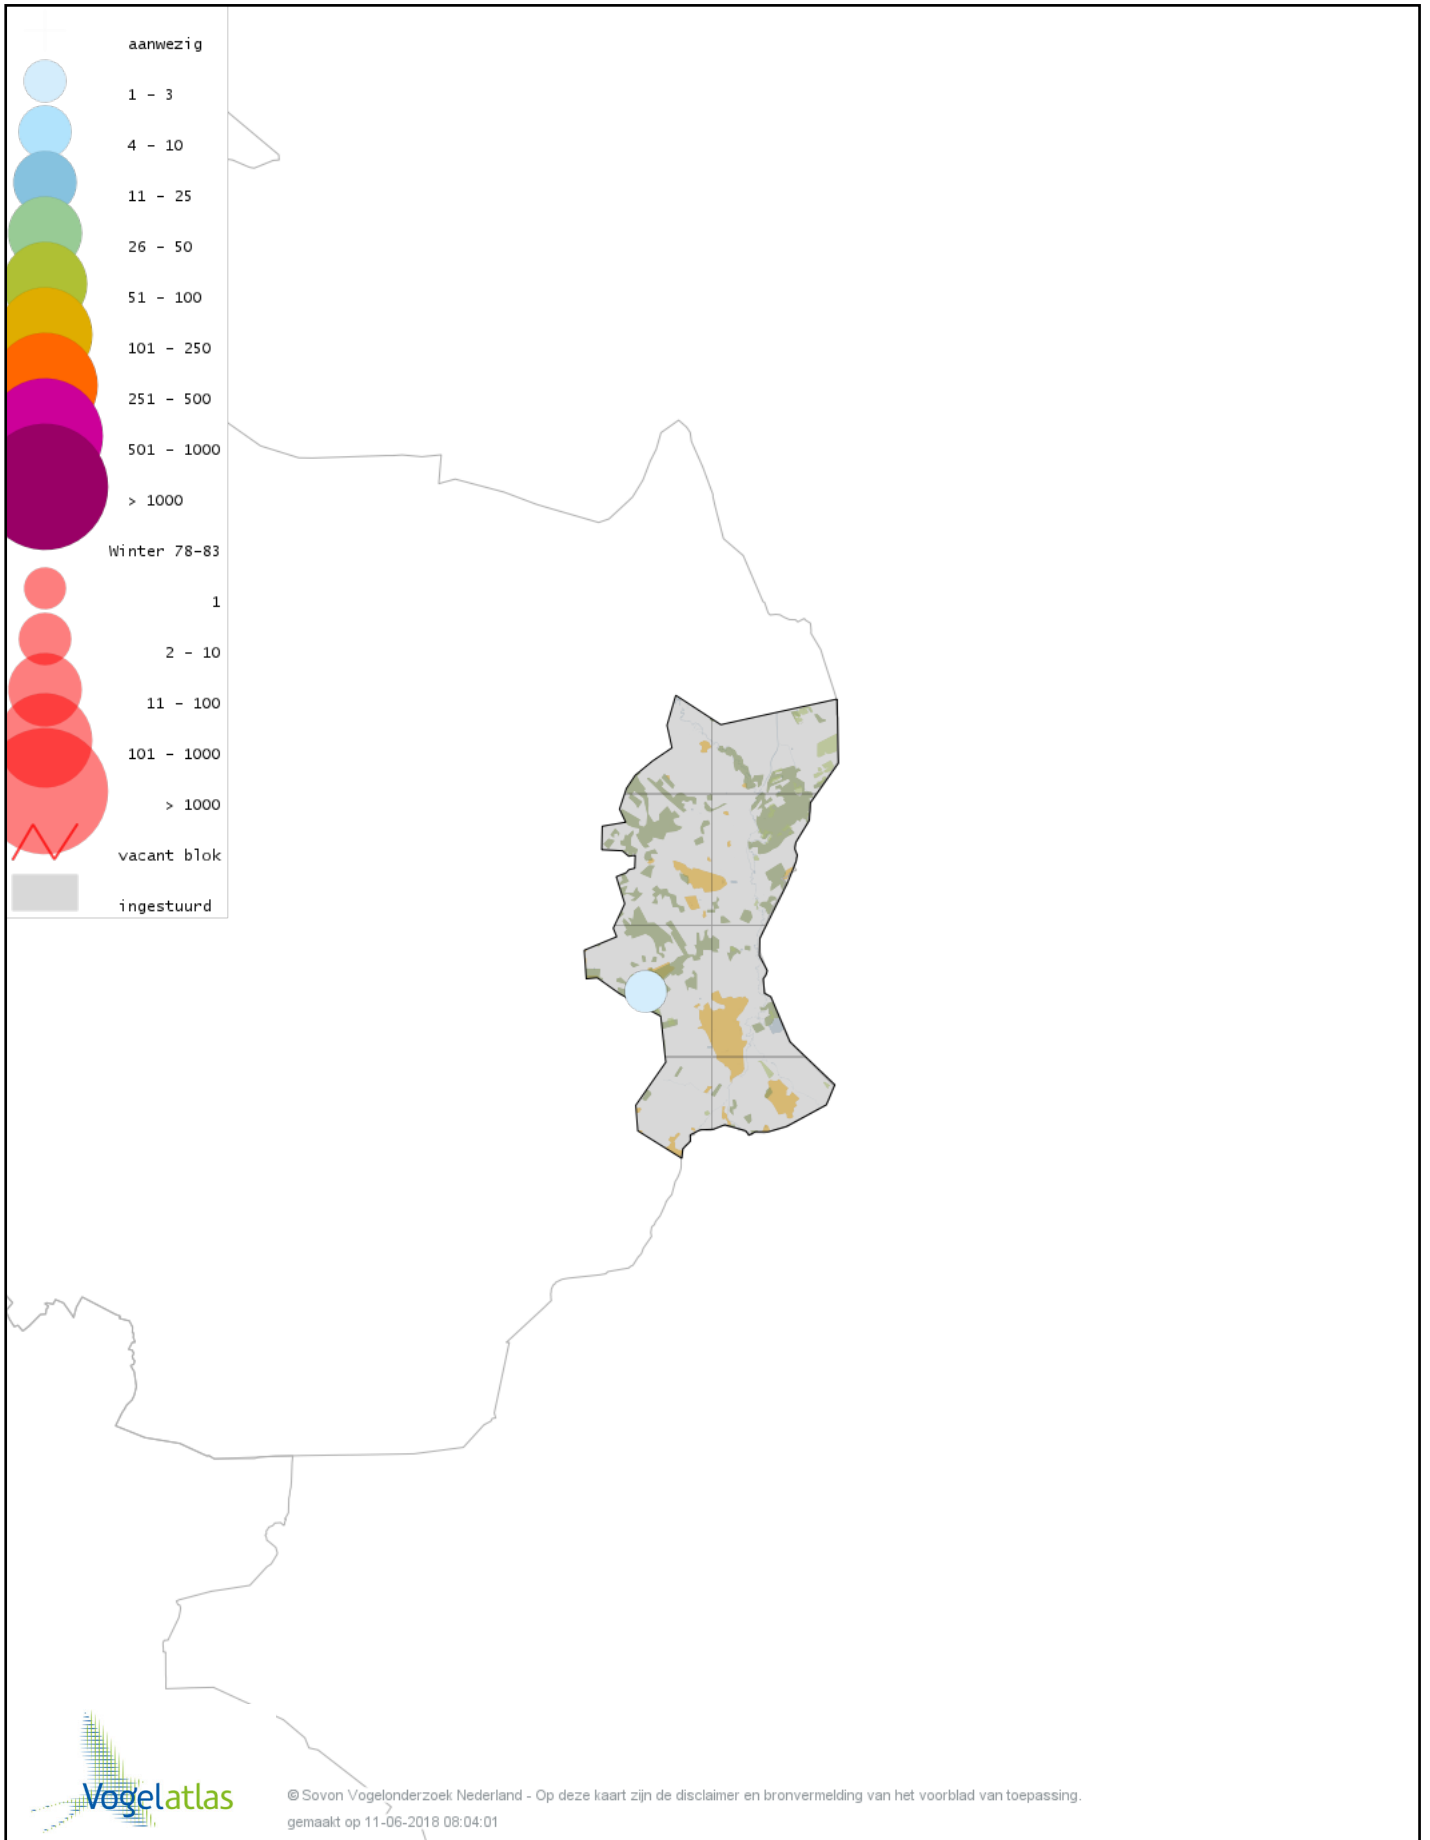 aanwezig
1 - 3
4 - 10
11 - 25
26 - 50
51 - 100
101 - 250
251 - 500
501 - 1000
> 1000
Winter 78-83
1
2 - 10
11 - 100
101 - 1000
> 1000
vacant blok
ingestuurd
Vogelatlas
© Sovon Vogelonderzoek Nederland - Op deze kaart zijn de disclaimer en bronvermelding van het voorblad van toepassing.
gemaakt op 11-06-2018 08:04:01